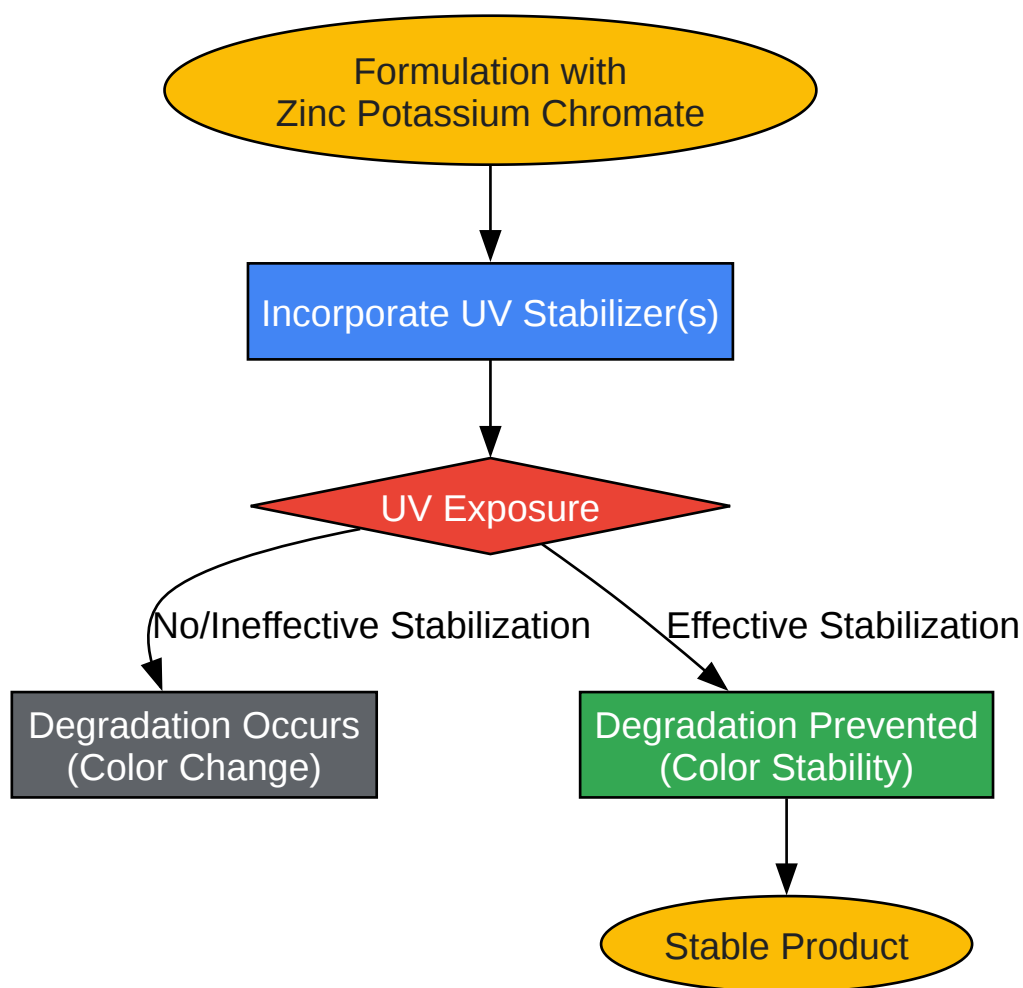 Formulation with
Zinc Potassium Chromate
Incorporate UV Stabilizer(s)
UV Exposure
No/Ineffective Stabilization
Effective Stabilization
Degradation Occurs
(Color Change)
Degradation Prevented
(Color Stability)
Stable Product